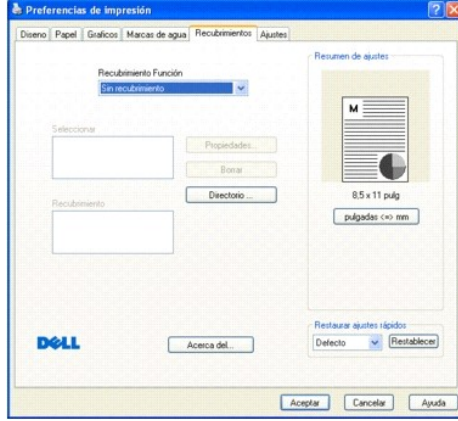 Preferencias de impresión
Diseno Papel Graficos Marcas de agua Recubrimientos Ajustes
Recubrimiento Función
Sin recubrimiento
Seleccionar
Propiedades...
Borrar
Directorio ...
Recubrimiento
Resumen de ajustes
M
8,5 x 11 pulg
pulgadas <=> mm
Restaurar ajustes rápidos
Defecto
Restablecer
DELL
Acerca del...
Aceptar Cancelar Ayuda